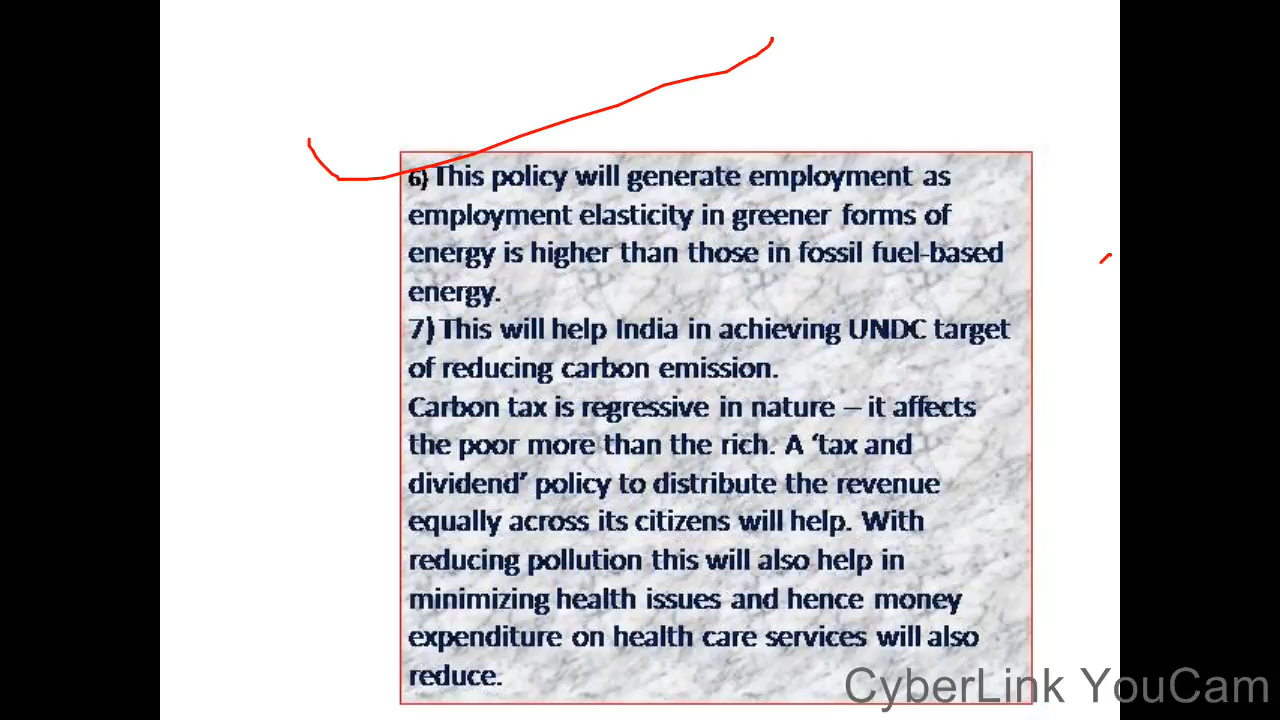 6) This policy will generate employment as
employment elasticity in greener forms of
energy is higher than those in fossil fuel-based
energy.
7) This will help India in achieving UNDC target
of reducing carbon emission.
Carbon tax is regressive in nature – it affects
the poor more than the rich. A ‘tax and
dividend’ policy to distribute the revenue
equally across its citizens will help. With
reducing pollution this will also help in
minimizing health issues and hence money
expenditure on health care services will also
reduce.
CyberLink YouCam